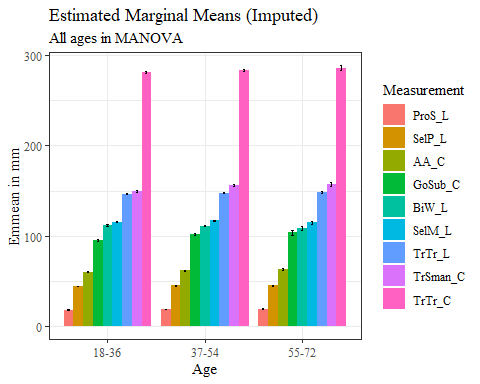 Estimated Marginal Means (Imputed)
All ages in MANOVA
300
200
100
0
Emmean in mm
18-36
37-54
55-72
Age
Measurement
ProS_L
SelP_L
AA_C
GoSub_C
BiW_L
SelM_L
TrTr_L
TrSman_C
TrTr_C